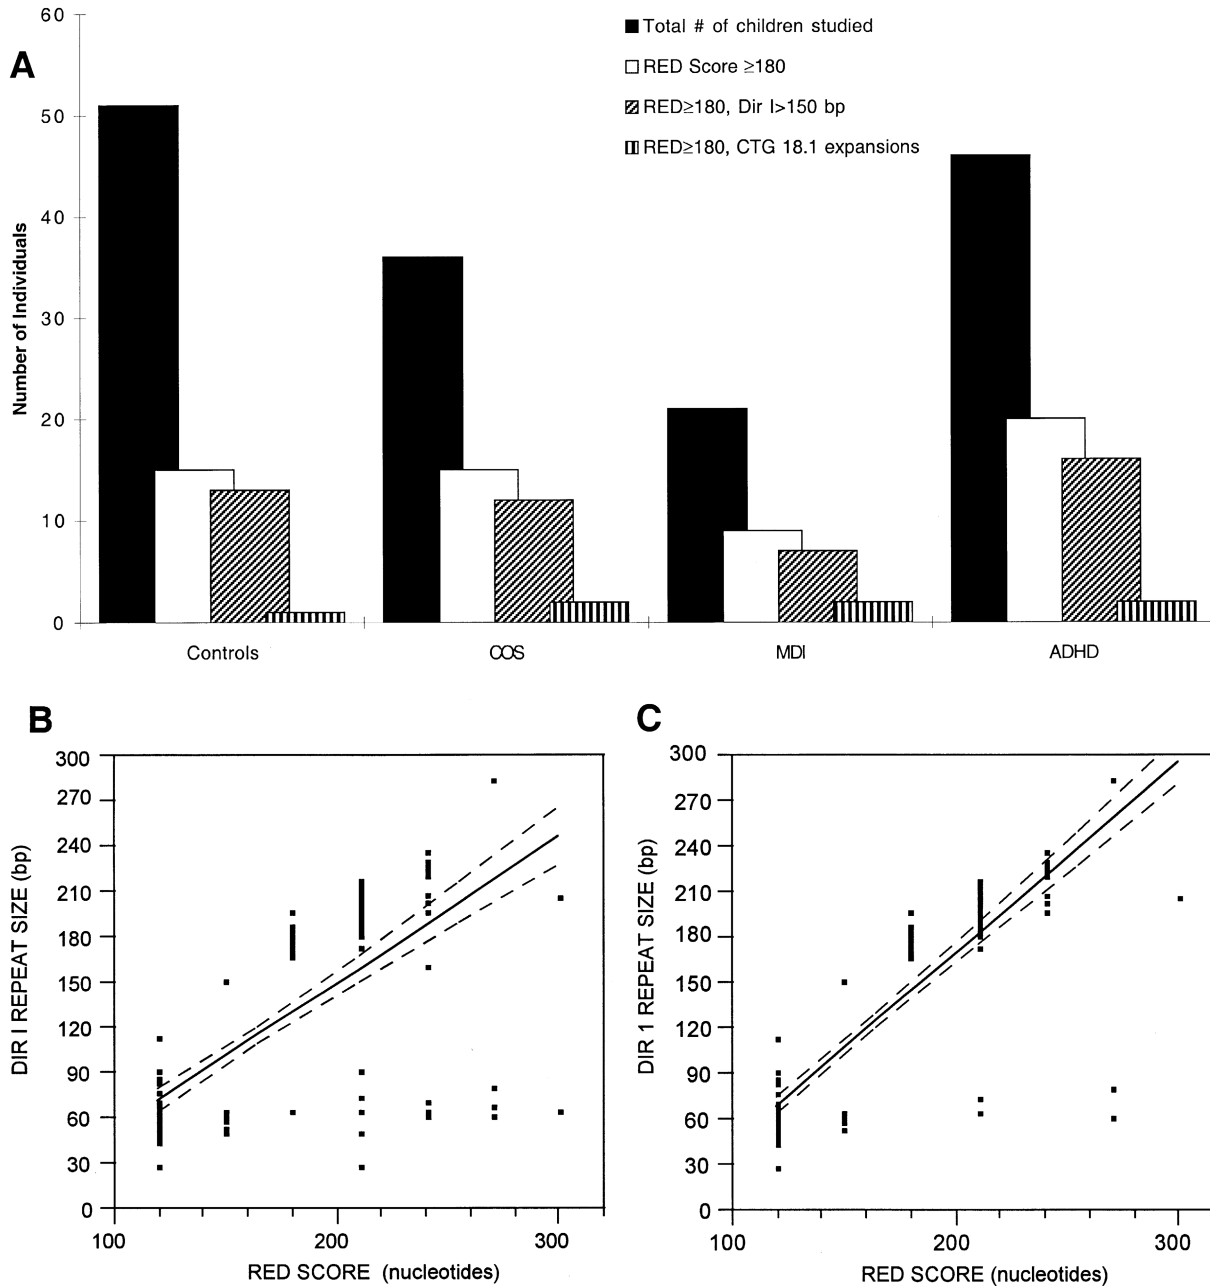 A
Number of Individuals
60
50
40
30
20
10
0
Total # of children studied
RED Score ≥180
RED≥180, Dir I>150 bp
RED≥180, CTG 18.1 expansions
Controls
COS
MDI
ADHD
B
DIR I REPEAT SIZE (bp)
300
270
240
210
180
150
120
90
60
30
0
100
200
300
RED SCORE (nucleotides)
C
DIR 1 REPEAT SIZE (bp)
300
270
240
210
180
150
120
90
60
30
0
100
200
300
RED SCORE (nucleotides)